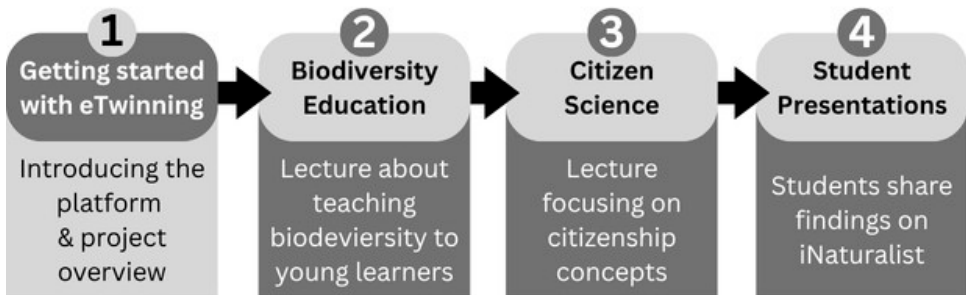 1
Getting started
with eTwinning
Introducing the
platform
& project
overview
2
Biodiversity
Education
Lecture about
teaching
biodeviersity to
young learners
3
Citizen
Science
Lecture
focusing on
citizenship
concepts
4
Student
Presentations
Students share
findings on
iNaturalist